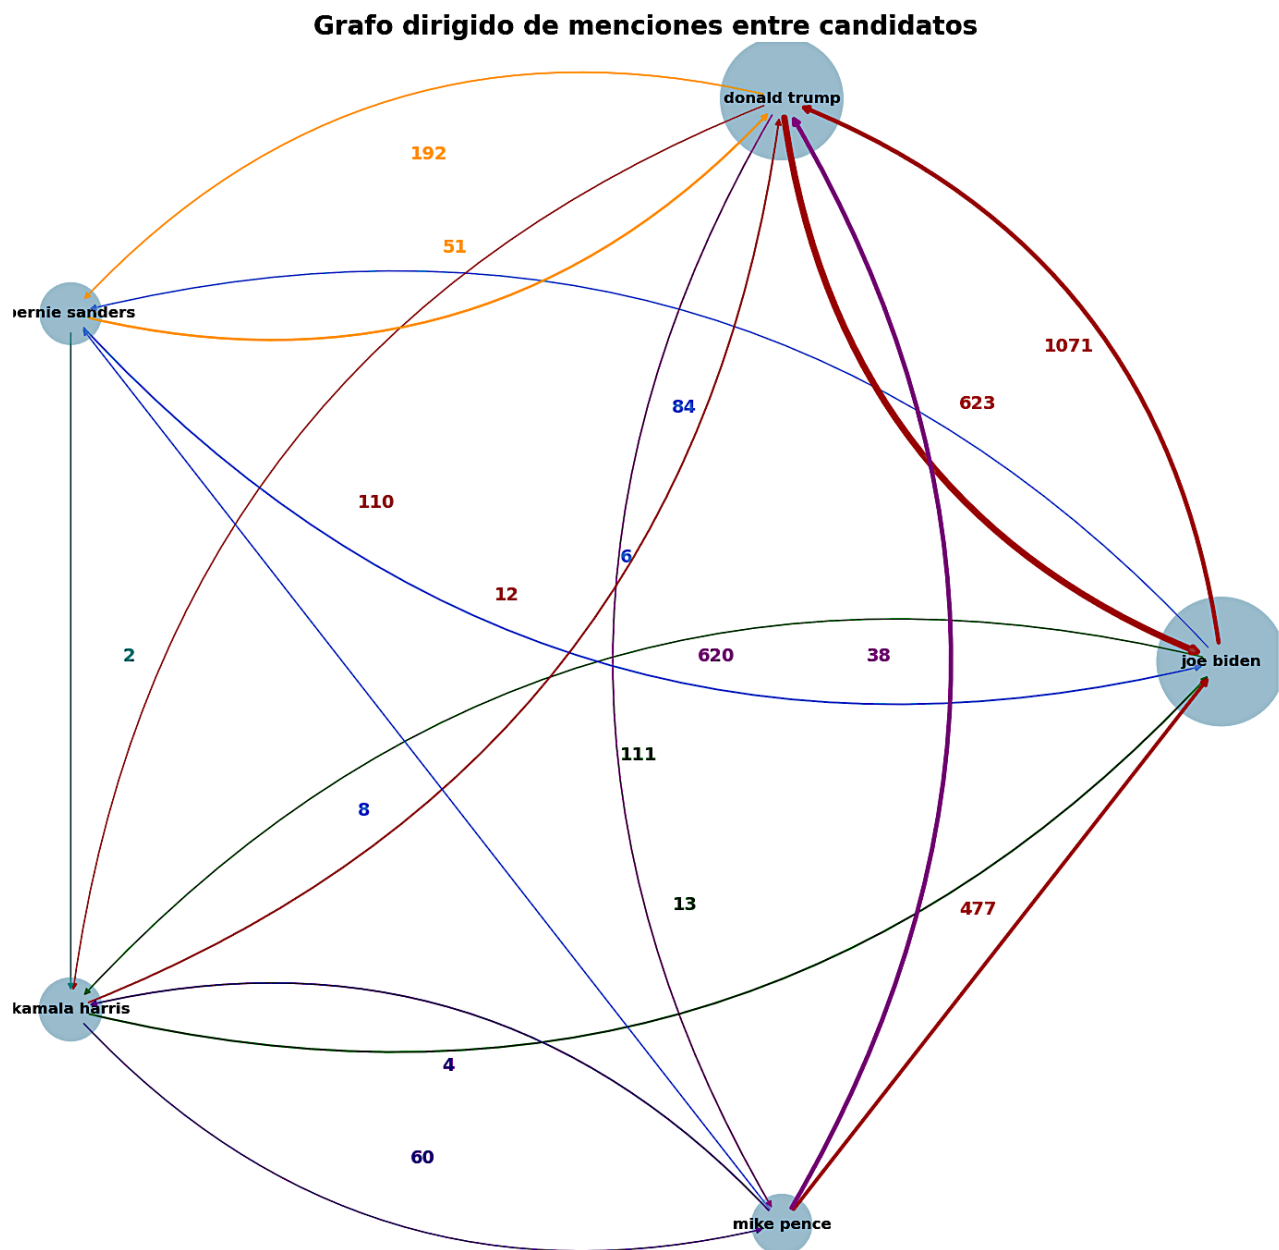 Grafo dirigido de menciones entre candidatos
donald trump
192
51
bernie sanders
1071
623
84
110
6
12
2
620
38
joe biden
111
8
13
477
kamala harris
4
60
mike pence